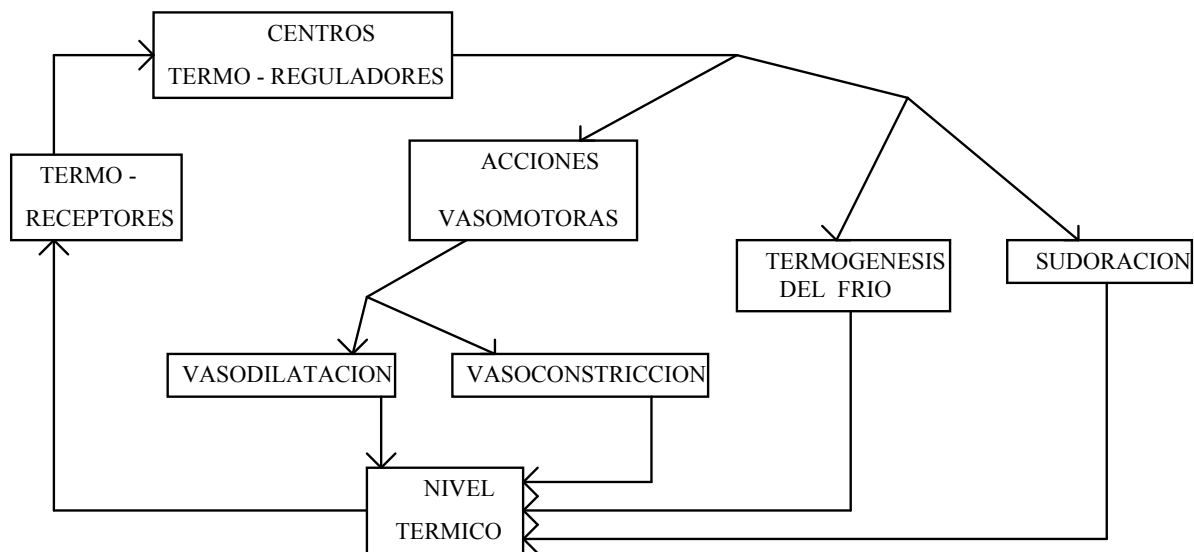 CENTROS
TERMO - REGULADORES
TERMO -
RECEPTORES
ACCIONES
VASOMOTORAS
TERMOGENESIS
DEL FRIO
SUDORACION
VASODILATACION
VASOCONSTRICCION
NIVEL
TERMICO